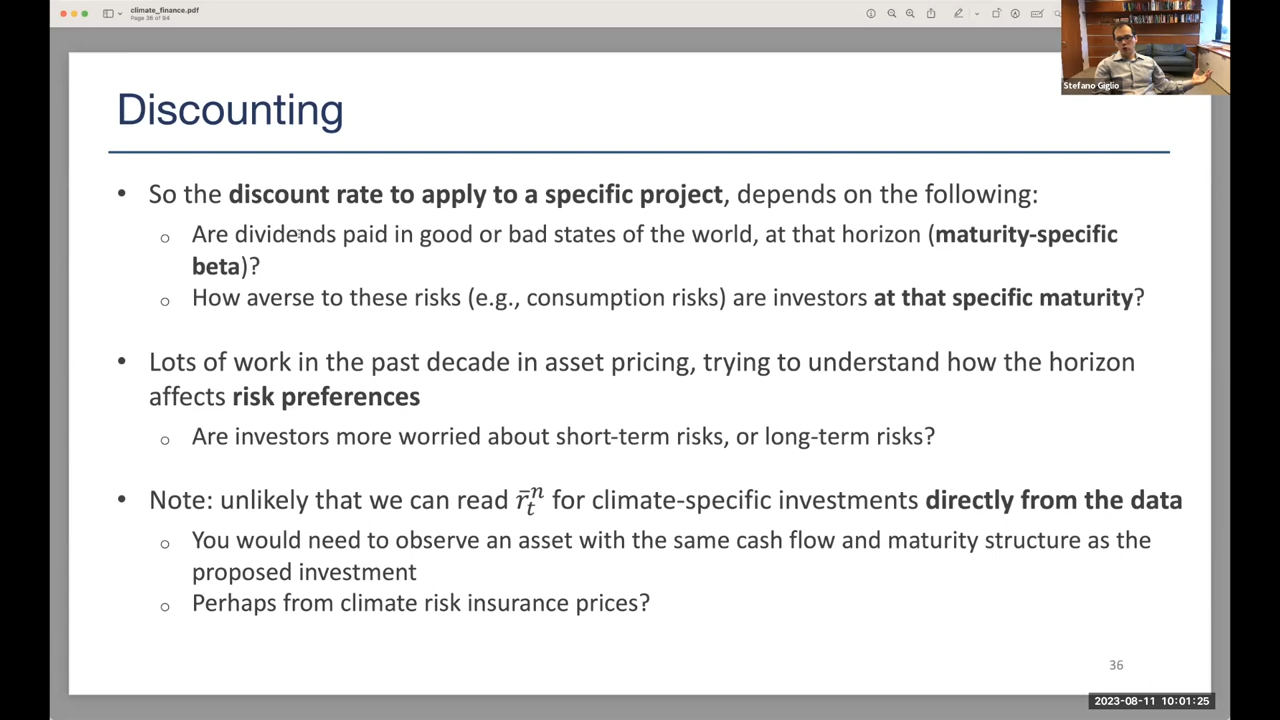 climate_finance.pdf
Page 36 of 94
Stefano Giglio
Discounting
• So the discount rate to apply to a specific project, depends on the following:
o Are dividends paid in good or bad states of the world, at that horizon (maturity-specific
beta)?
o How averse to these risks (e.g., consumption risks) are investors at that specific maturity?
• Lots of work in the past decade in asset pricing, trying to understand how the horizon
affects risk preferences
o Are investors more worried about short-term risks, or long-term risks?
• Note: unlikely that we can read r̄ₜⁿ for climate-specific investments directly from the data
o You would need to observe an asset with the same cash flow and maturity structure as the
proposed investment
o Perhaps from climate risk insurance prices?
36
2023-08-11 10:01:25